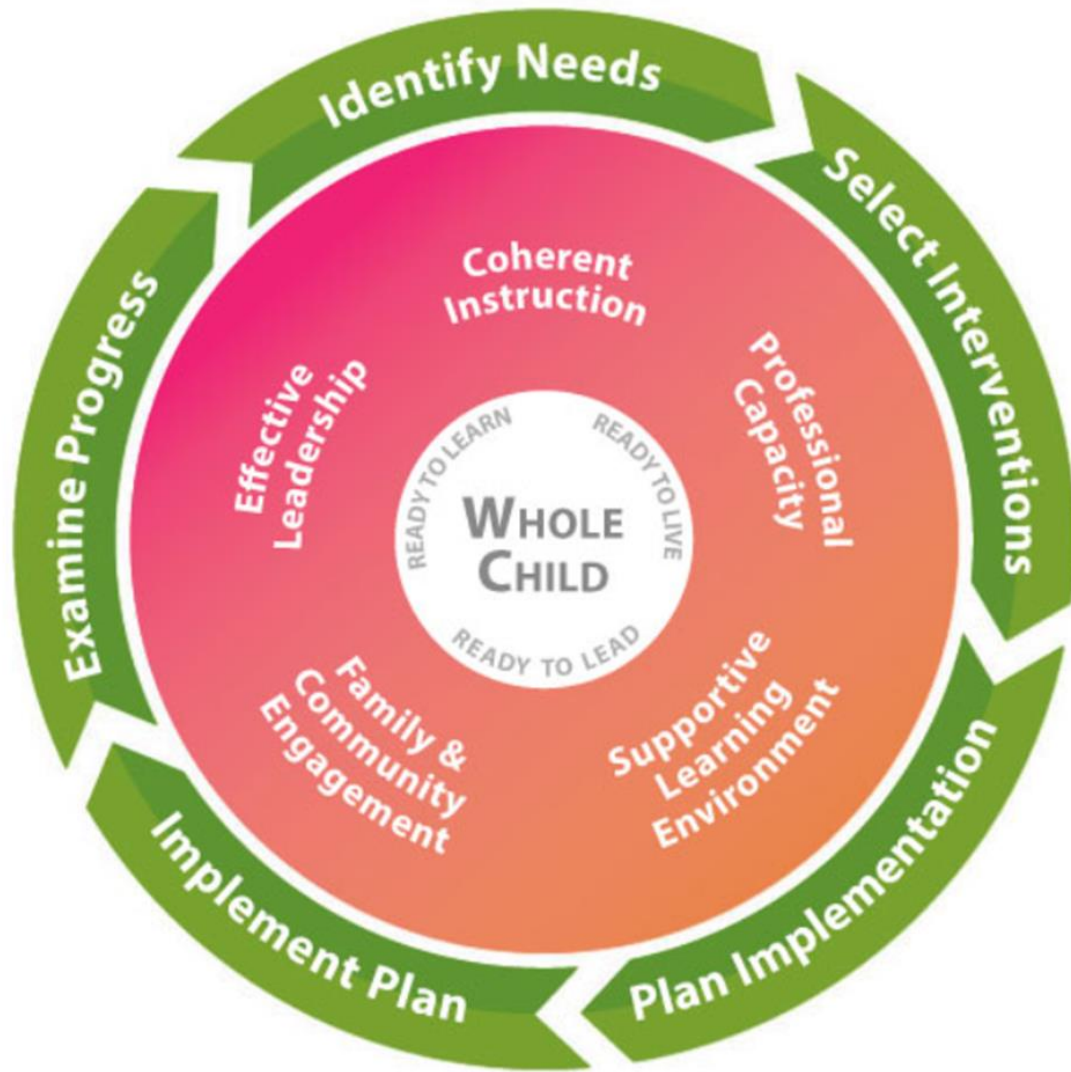 Identify Needs
Select Interventions
Plan Implementation
Implement Plan
Examine Progress
Coherent
Instruction
Professional
Capacity
Supportive
Learning
Environment
Family &
Community
Engagement
Effective
Leadership
READY TO LEARN
READY TO LIVE
READY TO LEAD
WHOLE
CHILD